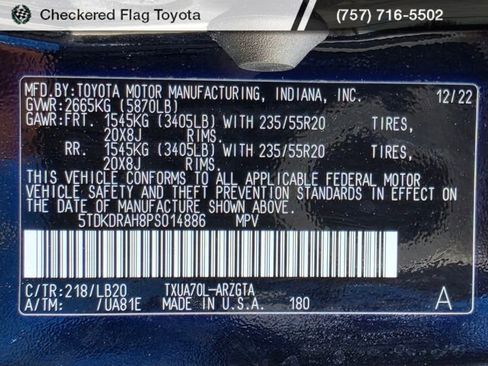 Checkered Flag Toyota (757) 716-5502
MFD.BY:TOYOTA MOTOR MANUFACTURING, INDIANA, INC. 12/22
GVWR:2665KG (5870LB)
GAWR:FRT. 1545KG (3405LB) WITH 235/55R20 TIRES,
20X8J RIMS.
RR. 1545KG (3405LB) WITH 235/55R20 TIRES,
20X8J RIMS.
THIS VEHICLE CONFORMS TO ALL APPLICABLE FEDERAL MOTOR
VEHICLE SAFETY AND THEFT PREVENTION STANDARDS IN EFFECT ON
THE DATE OF MANUFACTURE SHOWN ABOVE.
5TDKDRAH8PS014886 MPV
C/TR:218/LB20 TXUA70L-ARZGTA
A/TM: /UA81E MADE IN U.S.A. 180 A